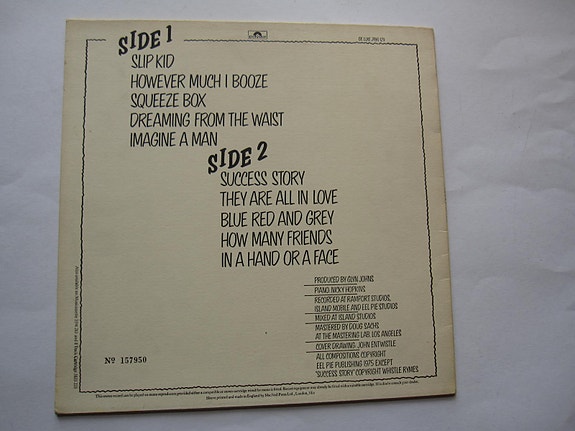 SIDE 1
SLIP KID
HOWEVER MUCH I BOOZE
SQUEEZE BOX
DREAMING FROM THE WAIST
IMAGINE A MAN
SIDE 2
SUCCESS STORY
THEY ARE ALL IN LOVE
BLUE RED AND GREY
HOW MANY FRIENDS
IN A HAND OR A FACE
PRODUCED BY GLYN JOHNS
PIANO: NICKY HOPKINS
RECORDED AT RAMPORT STUDIOS,
ISLAND MOBILE AND EEL PIE STUDIOS
MIXED AT ISLAND STUDIOS
MASTERED BY DOUG SACHS
AT THE MASTERING LAB, LOS ANGELES
COVER DRAWING: JOHN ENTWISTLE
ALL COMPOSITIONS COPYRIGHT
EEL PIE PUBLISHING 1975 EXCEPT
'SUCCESS STORY' COPYRIGHT WHISTLE RYMES
Nº 157950